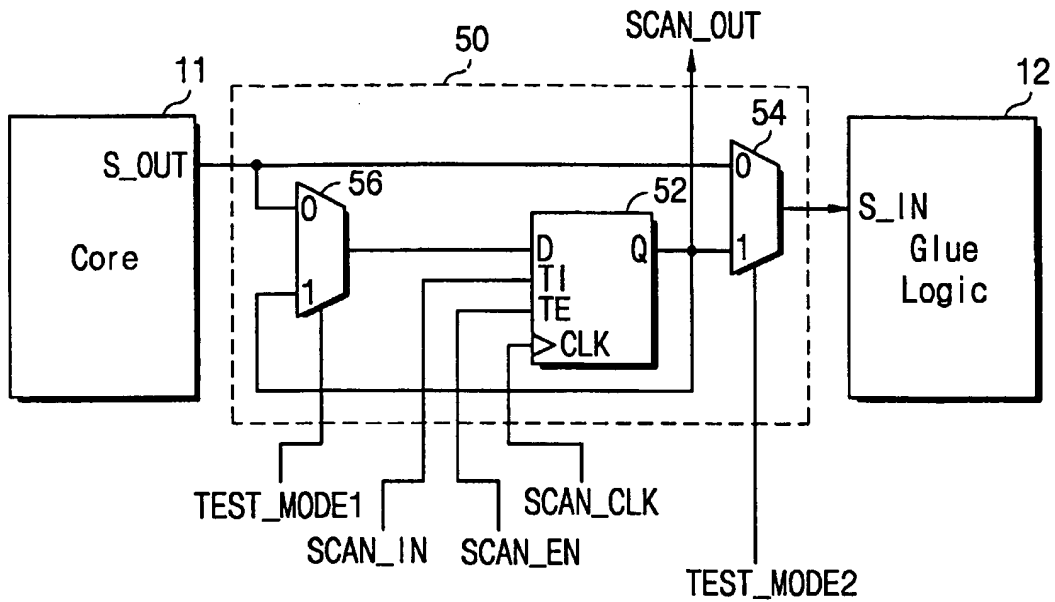 SCAN_OUT
50
11
12
54
S_OUT
0
56
52
0
D
Q
S_IN
1
Core
TI
Glue
Logic
1
TE
CLK
TEST_MODE1
SCAN_CLK
SCAN_IN
SCAN_EN
TEST_MODE2